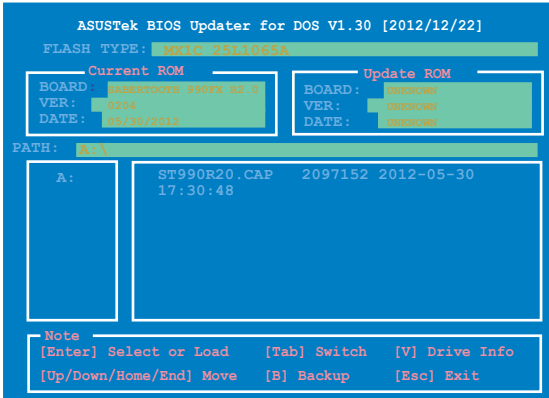 ASUSTek BIOS Updater for DOS V1.30 [2012/12/22]
FLASH TYPE: MX1C 25L1065A
Current ROM
BOARD: SABERTOOTS 990FX R2.0
VER: 0204
DATE: 05/30/2012
Update ROM
BOARD: UNKNOWN
VER: UNKNOWN
DATE: UNKNOWN
PATH: A:\
A:
ST990R20.CAP 2097152 2012-05-30
17:30:48
Note
[Enter] Select or Load [Tab] Switch [V] Drive Info
[Up/Down/Home/End] Move [B] Backup [Esc] Exit